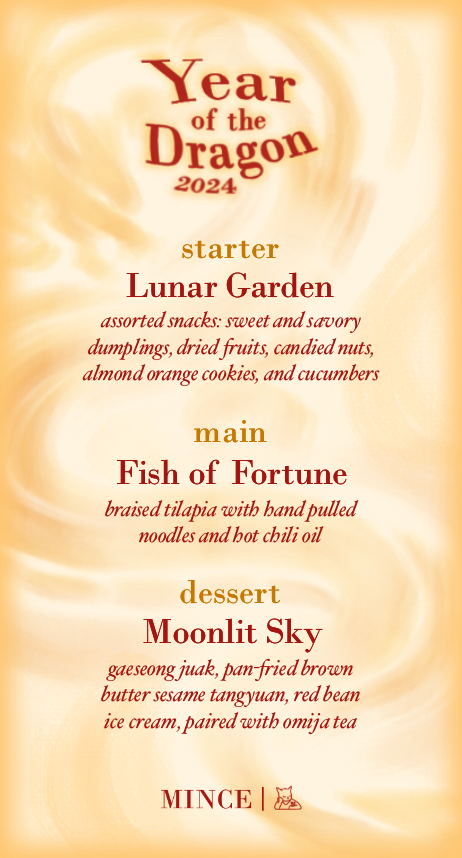 Year
of the
Dragon
2024
starter
Lunar Garden
assorted snacks: sweet and savory
dumplings, dried fruits, candied nuts,
almond orange cookies, and cucumbers
main
Fish of Fortune
braised tilapia with hand pulled
noodles and hot chili oil
dessert
Moonlit Sky
gaeseong juak, pan-fried brown
butter sesame tangyuan, red bean
ice cream, paired with omija tea
MINCE |